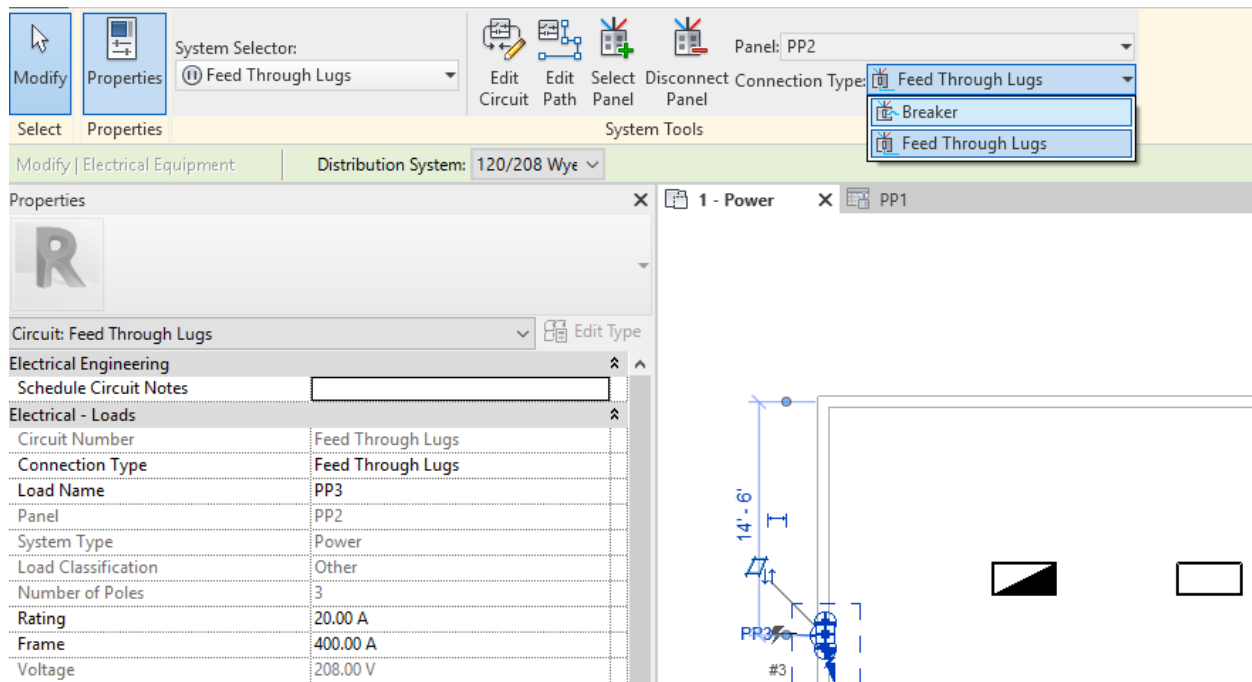 System Selector:
Feed Through Lugs
Modify
Properties
Edit Circuit
Edit Path
Select Panel
Disconnect Panel
Panel: PP2
Connection Type: Feed Through Lugs
Breaker
Feed Through Lugs
Select
Properties
System Tools
Modify | Electrical Equipment
Distribution System: 120/208 Wye
Properties
1 - Power
PP1
R
Circuit: Feed Through Lugs
Edit Type
Electrical Engineering
Schedule Circuit Notes
Electrical - Loads
Circuit Number Feed Through Lugs
Connection Type Feed Through Lugs
Load Name PP3
Panel PP2
System Type Power
Load Classification Other
Number of Poles 3
Rating 20.00 A
Frame 400.00 A
Voltage 208.00 V
14' - 6"
PP3
#3